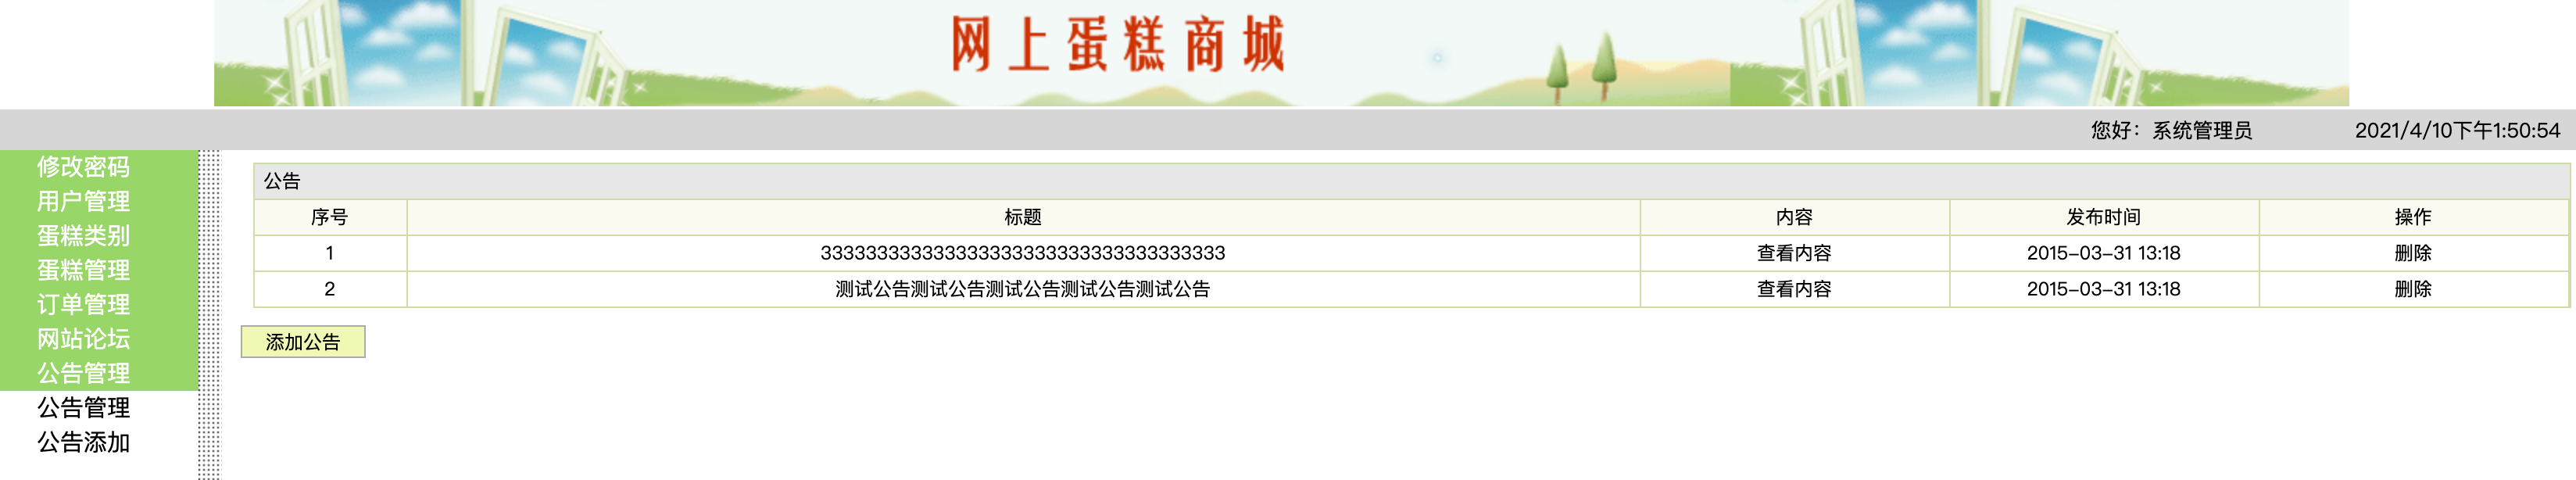 网上蛋糕商城
您好：系统管理员 2021/4/10下午1:50:54
修改密码
用户管理
蛋糕类别
蛋糕管理
订单管理
网站论坛
公告管理
公告管理
公告添加
公告
序号 标题 内容 发布时间 操作
1 333333333333333333333333333333333333 查看内容 2015-03-31 13:18 删除
2 测试公告测试公告测试公告测试公告测试公告 查看内容 2015-03-31 13:18 删除
添加公告